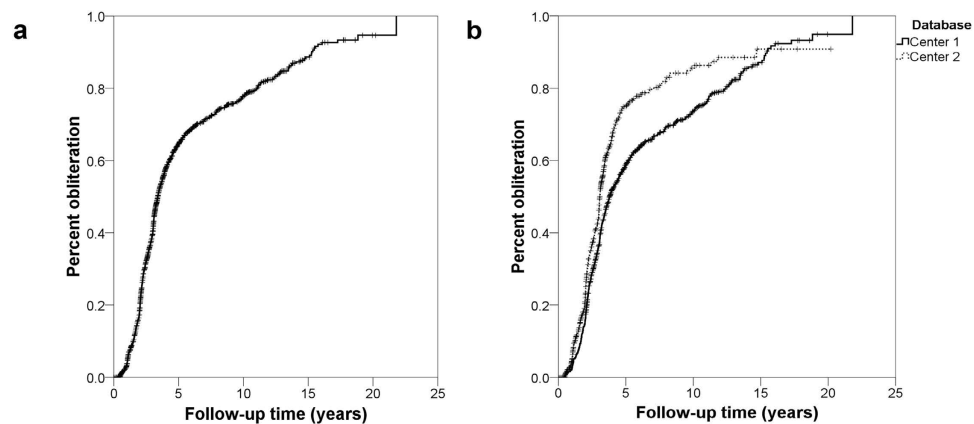 a
1.0
0.8
0.6
0.4
0.2
0.0
Percent obliteration
0
5
10
15
20
25
Follow-up time (years)
b
1.0
0.8
0.6
0.4
0.2
0.0
Percent obliteration
0
5
10
15
20
25
Follow-up time (years)
Database
Center 1
Center 2